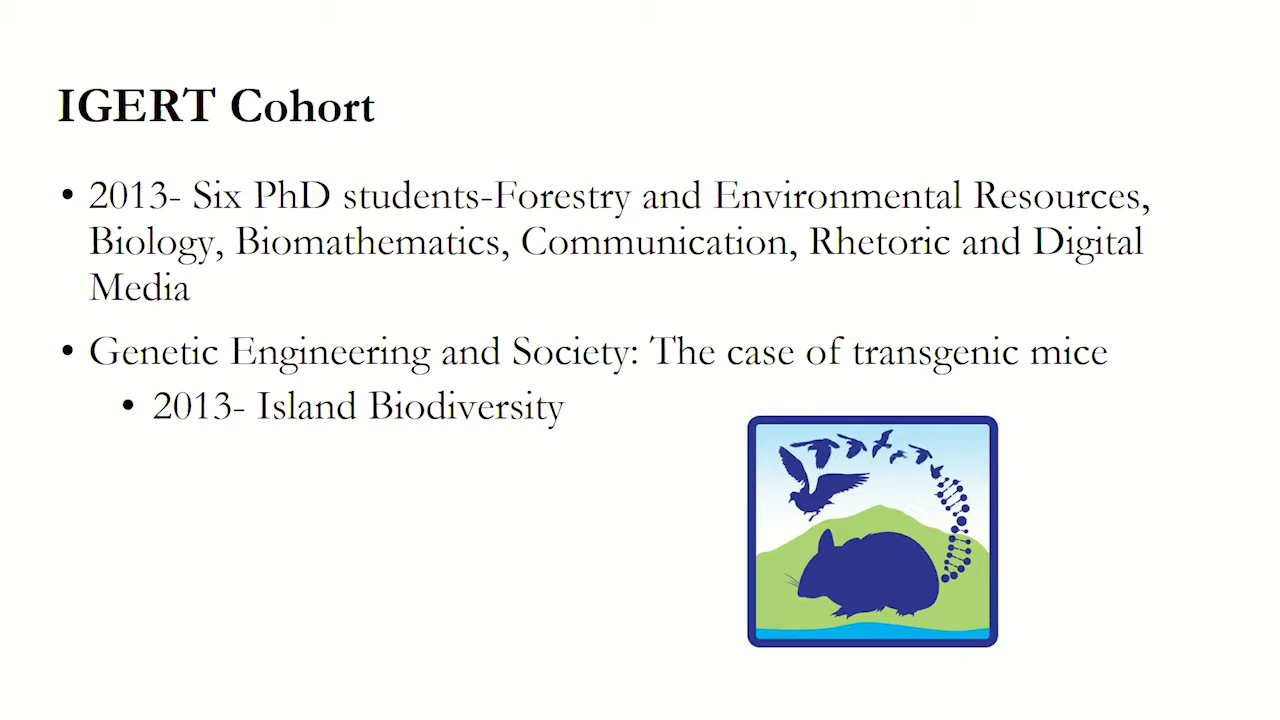 IGERT Cohort
• 2013- Six PhD students-Forestry and Environmental Resources,
Biology, Biomathematics, Communication, Rhetoric and Digital
Media
• Genetic Engineering and Society: The case of transgenic mice
• 2013- Island Biodiversity